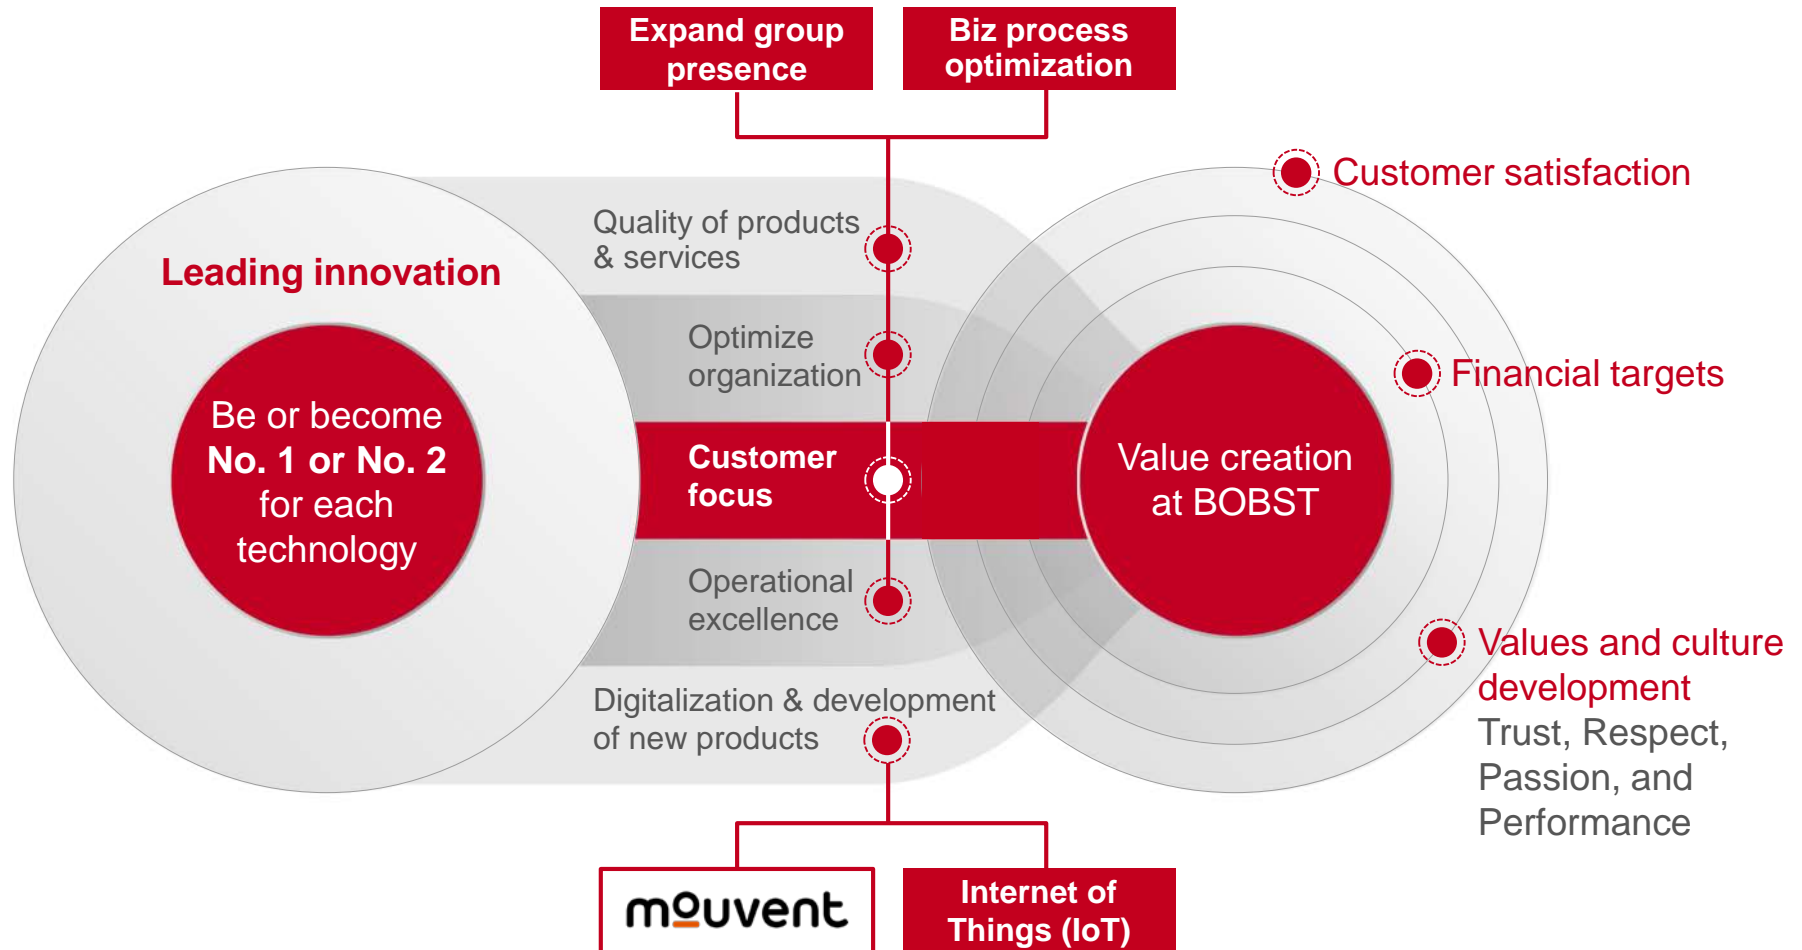 Expand group
presence
Biz process
optimization
Customer satisfaction
Quality of products
& services
Leading innovation
Optimize
organization
Financial targets
Be or become
No. 1 or No. 2
for each
technology
Customer
focus
Value creation
at BOBST
Operational
excellence
Values and culture
development
Trust, Respect,
Passion, and
Performance
Digitalization & development
of new products
mouvent
Internet of
Things (IoT)